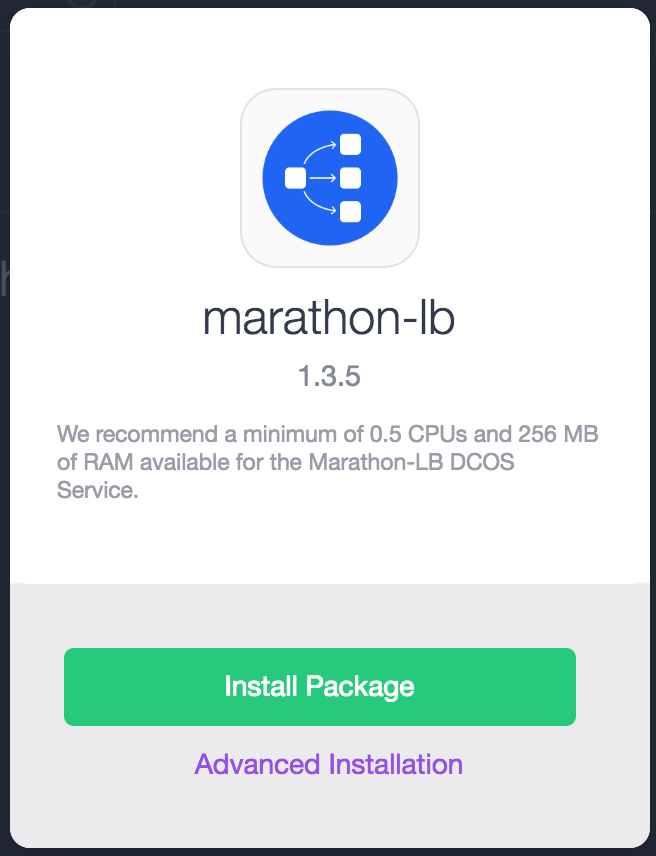 marathon-lb
1.3.5
We recommend a minimum of 0.5 CPUs and 256 MB
of RAM available for the Marathon-LB DCOS
Service.
Install Package
Advanced Installation